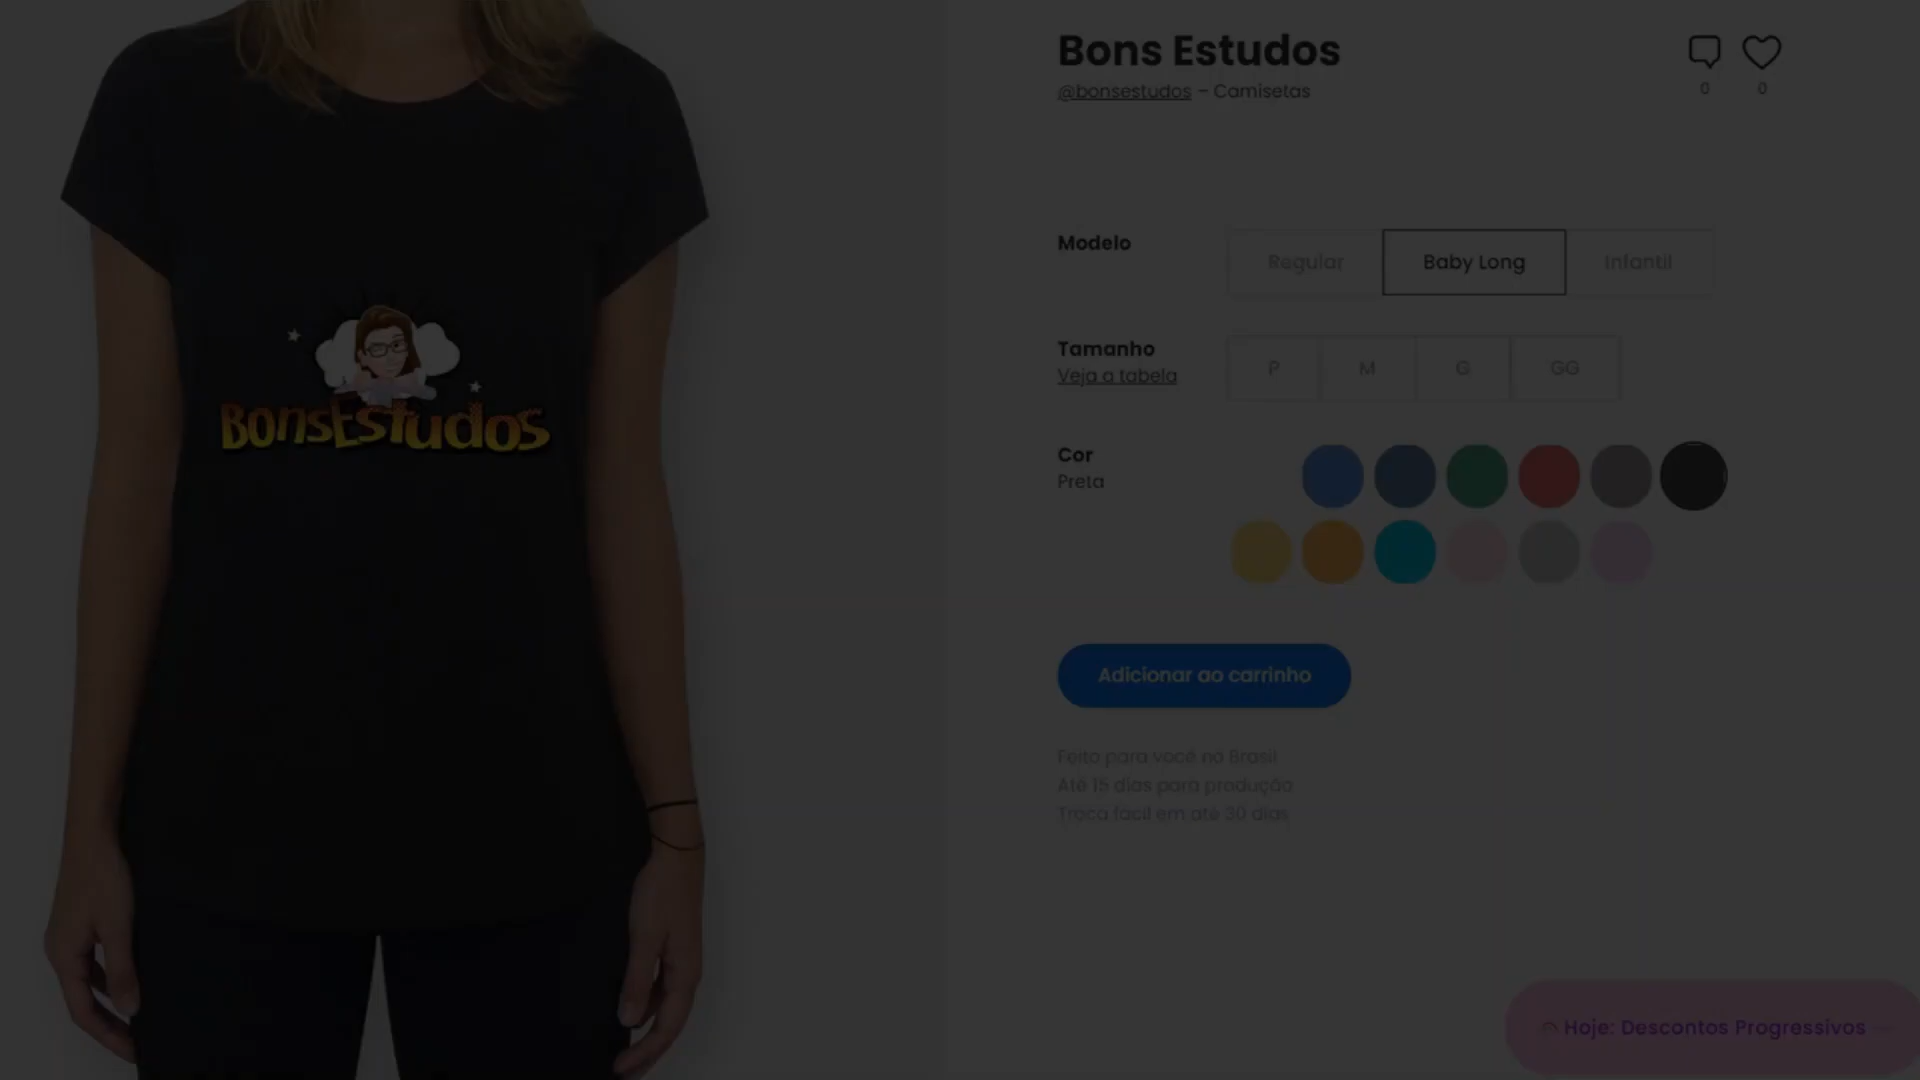 Bons Estudos
@bonsestudos – Camisetas
0 0
Modelo
Regular Baby Long Infantil
Tamanho
Veja a tabela
P M G GG
BonsEstudos
Cor
Preta
Adicionar ao carrinho
Feito para você no Brasil
Até 15 dias para produção
Troca fácil em até 30 dias
Hoje: Descontos Progressivos